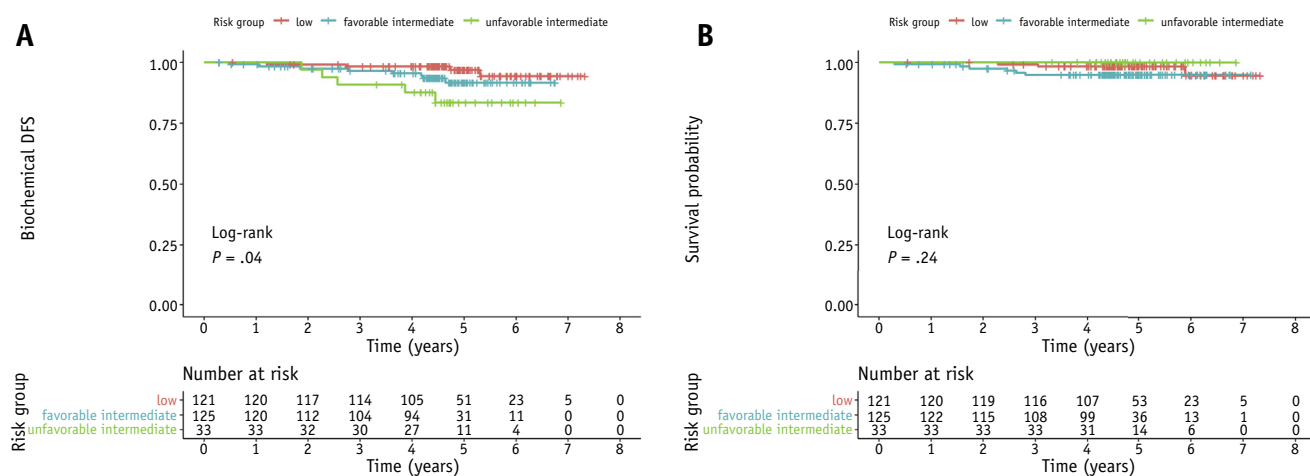 A
Risk group low favorable intermediate unfavorable intermediate
Biochemical DFS
1.00
0.75
0.50
0.25
0.00
Log-rank
P = .04
0 1 2 3 4 5 6 7 8
Time (years)
Number at risk
Risk group
low 121 120 117 114 105 51 23 5 0
favorable intermediate 125 120 112 104 94 31 11 0 0
unfavorable intermediate 33 33 32 30 27 11 4 0 0
0 1 2 3 4 5 6 7 8
Time (years)
B
Risk group low favorable intermediate unfavorable intermediate
Survival probability
1.00
0.75
0.50
0.25
0.00
Log-rank
P = .24
0 1 2 3 4 5 6 7 8
Time (years)
Number at risk
Risk group
low 121 120 119 116 107 53 23 5 0
favorable intermediate 125 122 115 108 99 36 13 1 0
unfavorable intermediate 33 33 33 33 31 14 6 0 0
0 1 2 3 4 5 6 7 8
Time (years)